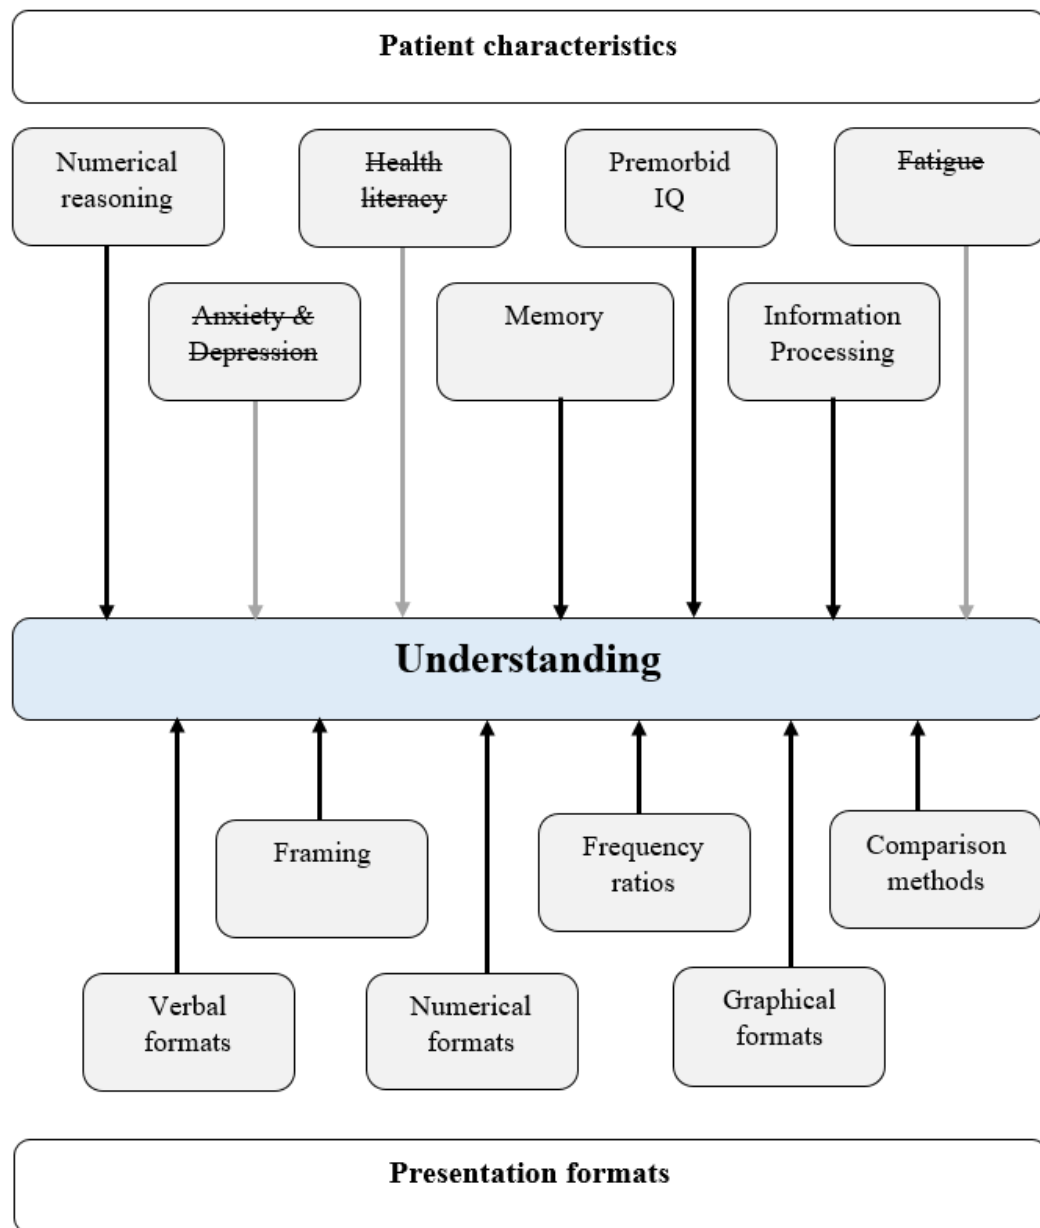 Patient characteristics
Numerical
reasoning
Health
literacy
Premorbid
IQ
Fatigue
Anxiety &
Depression
Memory
Information
Processing
Understanding
Framing
Frequency
ratios
Comparison
methods
Verbal
formats
Numerical
formats
Graphical
formats
Presentation formats